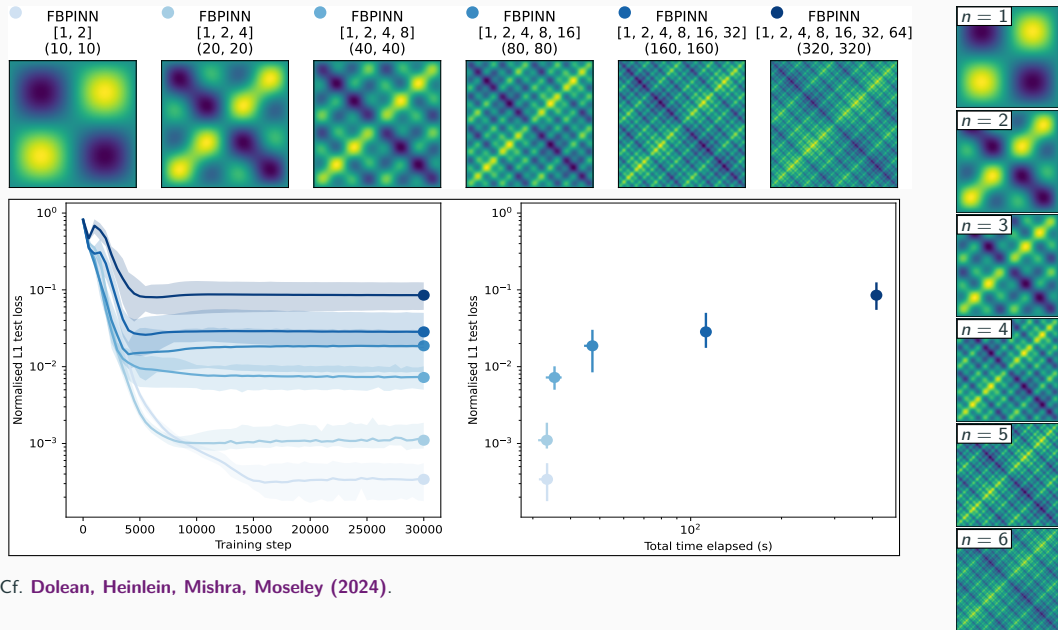 FBPINN
[1, 2]
(10, 10)
FBPINN
[1, 2, 4]
(20, 20)
FBPINN
[1, 2, 4, 8]
(40, 40)
FBPINN
[1, 2, 4, 8, 16]
(80, 80)
FBPINN
[1, 2, 4, 8, 16, 32]
(160, 160)
FBPINN
[1, 2, 4, 8, 16, 32, 64]
(320, 320)
Normalised L1 test loss
10⁰
10⁻¹
10⁻²
10⁻³
0 5000 10000 15000 20000 25000 30000
Training step
Normalised L1 test loss
10⁰
10⁻¹
10⁻²
10⁻³
10²
Total time elapsed (s)
n = 1
n = 2
n = 3
n = 4
n = 5
n = 6
Cf. Dolean, Heinlein, Mishra, Moseley (2024).